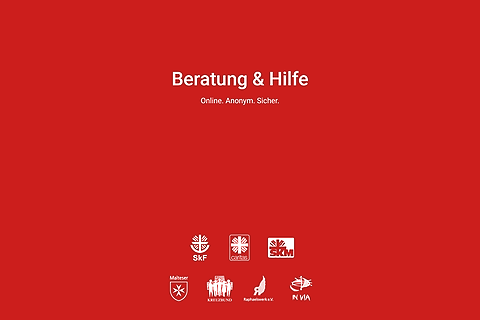 Beratung & Hilfe
Online. Anonym. Sicher.
SkF
caritas
SKM
Malteser
KREUZBUND
Raphaelswerk e.V.
IN VIA